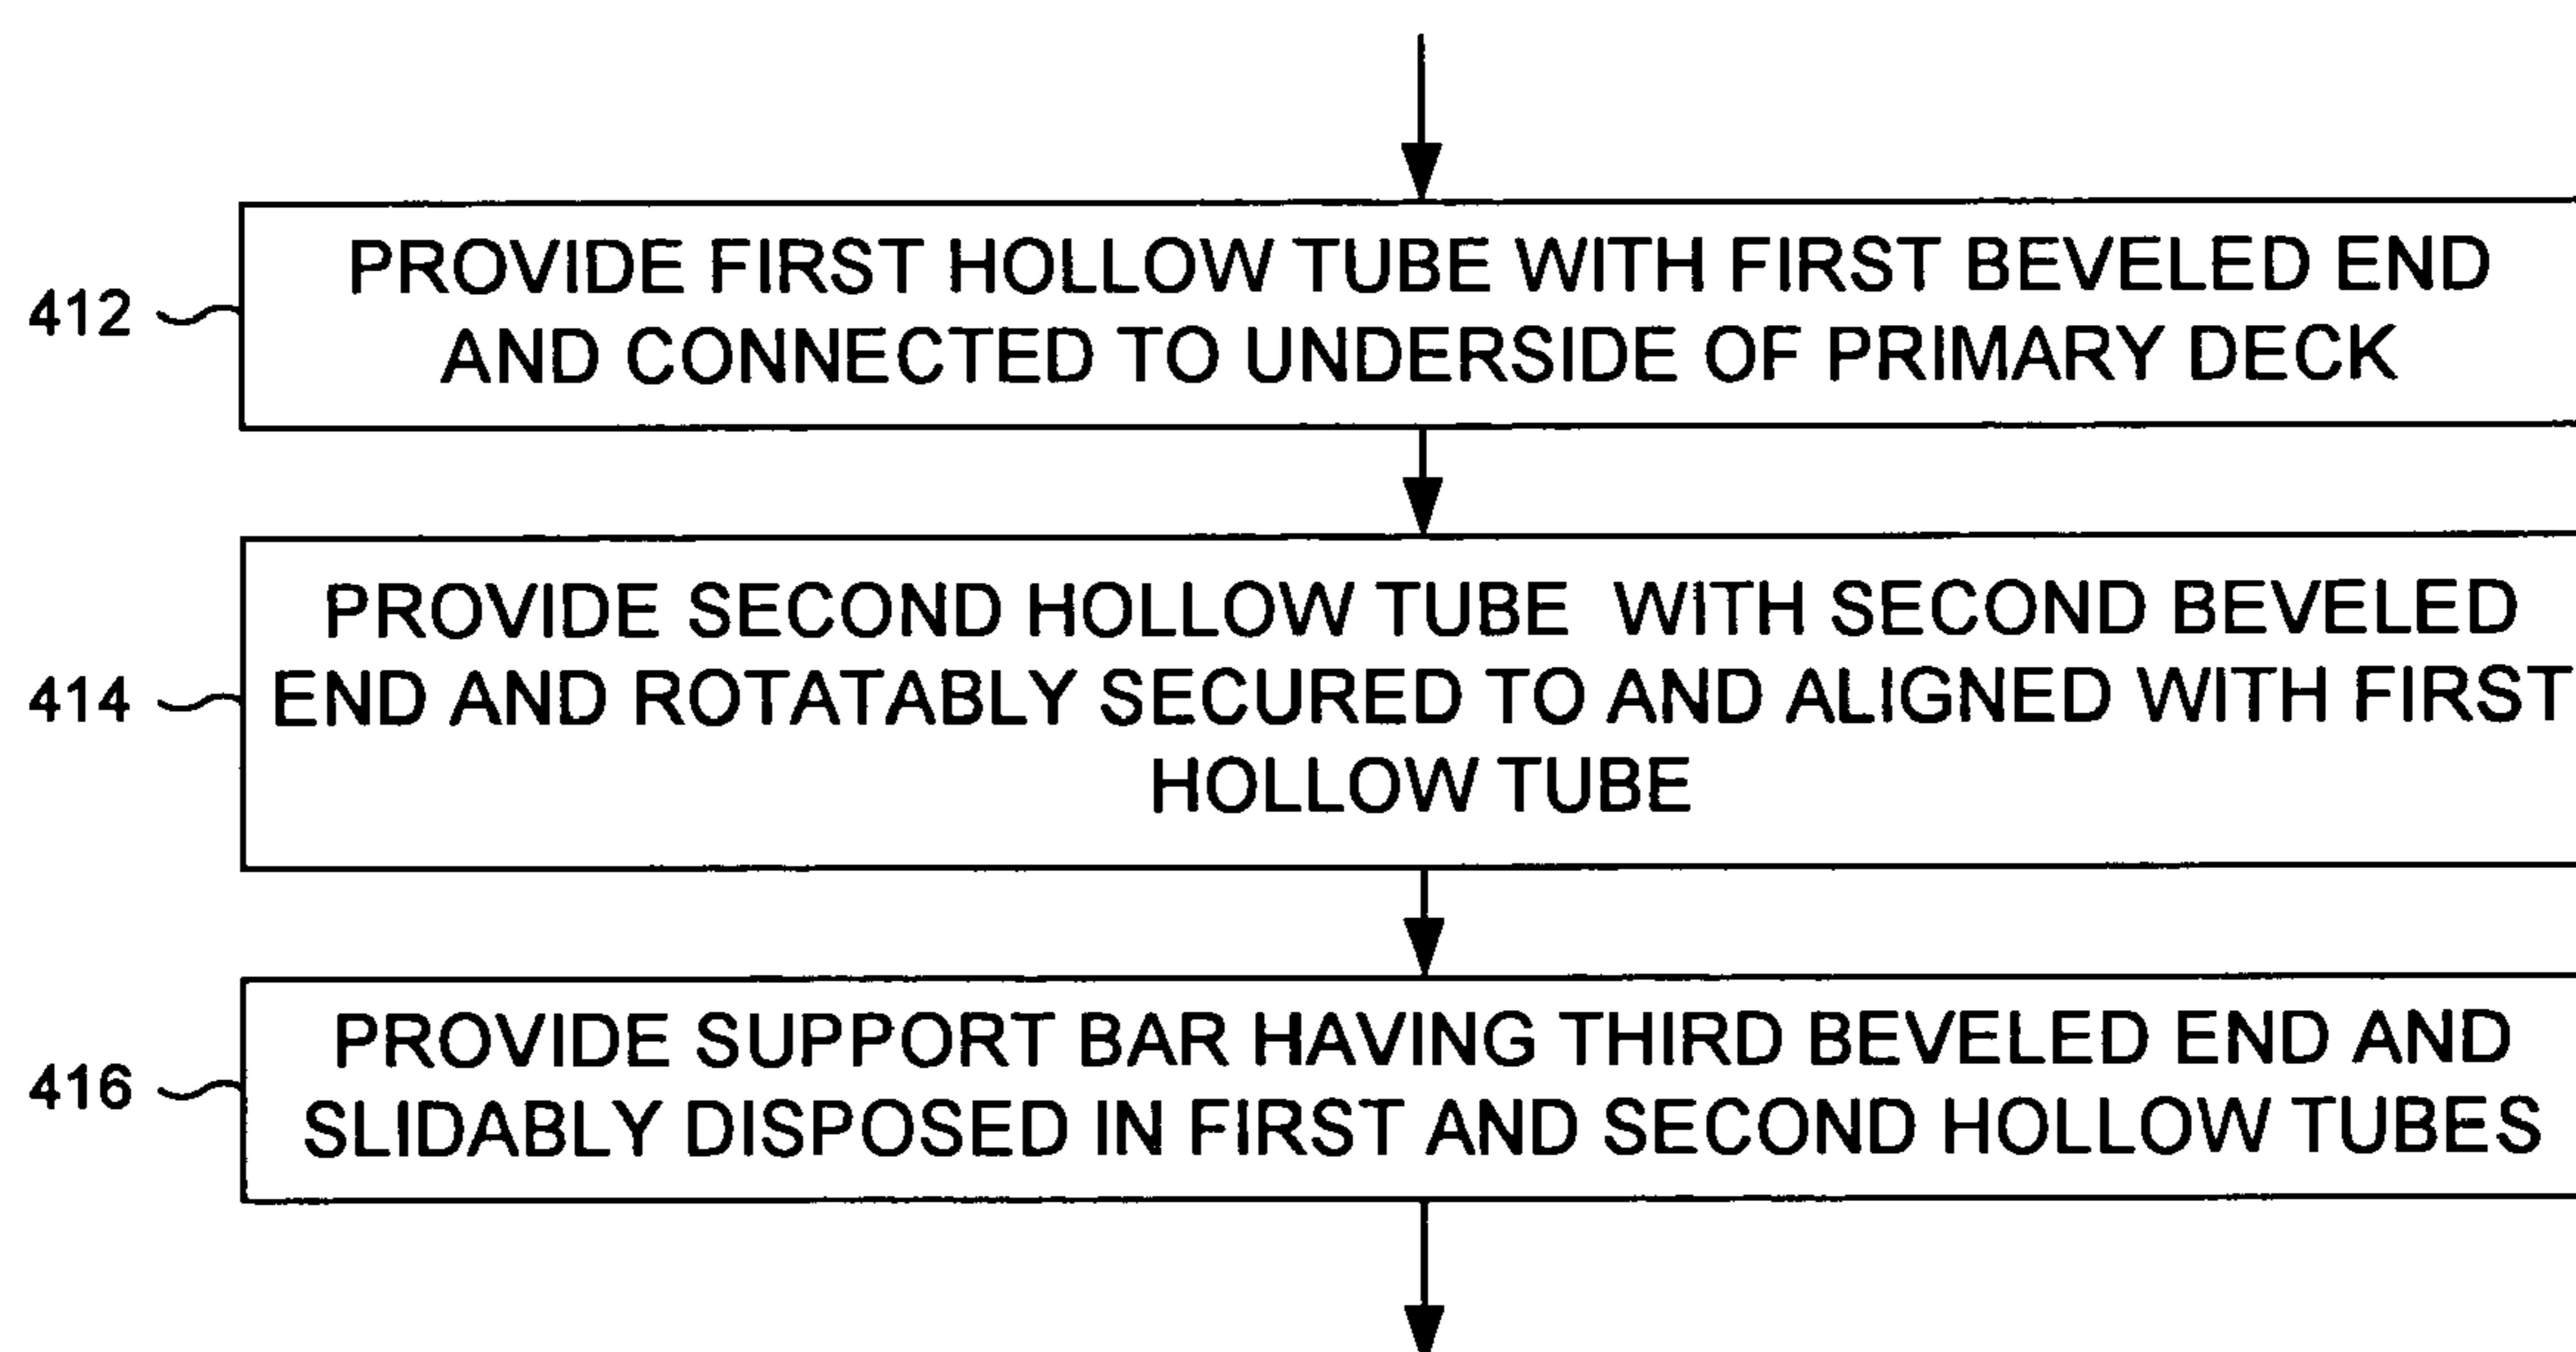 412
PROVIDE FIRST HOLLOW TUBE WITH FIRST BEVELED END
AND CONNECTED TO UNDERSIDE OF PRIMARY DECK
414
PROVIDE SECOND HOLLOW TUBE WITH SECOND BEVELED
END AND ROTATABLY SECURED TO AND ALIGNED WITH FIRST
HOLLOW TUBE
416
PROVIDE SUPPORT BAR HAVING THIRD BEVELED END AND
SLIDABLY DISPOSED IN FIRST AND SECOND HOLLOW TUBES